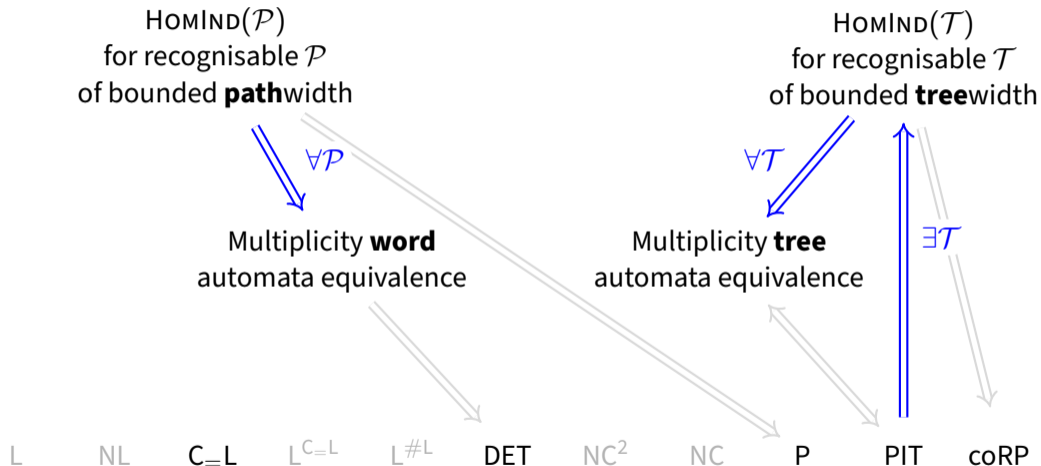 HomInd(𝒫)
for recognisable 𝒫
of bounded pathwidth
HomInd(𝒯)
for recognisable 𝒯
of bounded treewidth
∀𝒫
∀𝒯
∃𝒯
Multiplicity word
automata equivalence
Multiplicity tree
automata equivalence
L NL C₌L L^{C₌L} L^{#L} DET NC² NC P PIT coRP